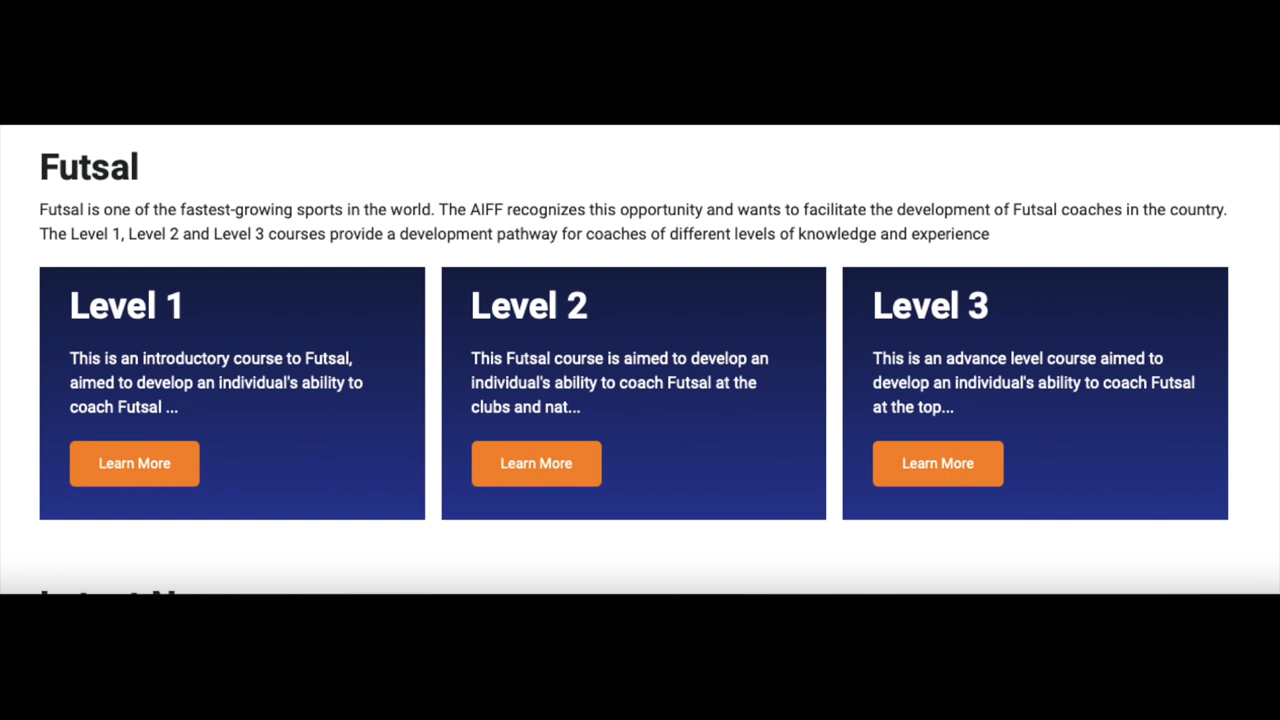 Futsal
Futsal is one of the fastest-growing sports in the world. The AIFF recognizes this opportunity and wants to facilitate the development of Futsal coaches in the country.
The Level 1, Level 2 and Level 3 courses provide a development pathway for coaches of different levels of knowledge and experience
Level 1
This is an introductory course to Futsal,
aimed to develop an individual's ability to
coach Futsal ...
Learn More
Level 2
This Futsal course is aimed to develop an
individual's ability to coach Futsal at the
clubs and nat...
Learn More
Level 3
This is an advance level course aimed to
develop an individual's ability to coach Futsal
at the top...
Learn More